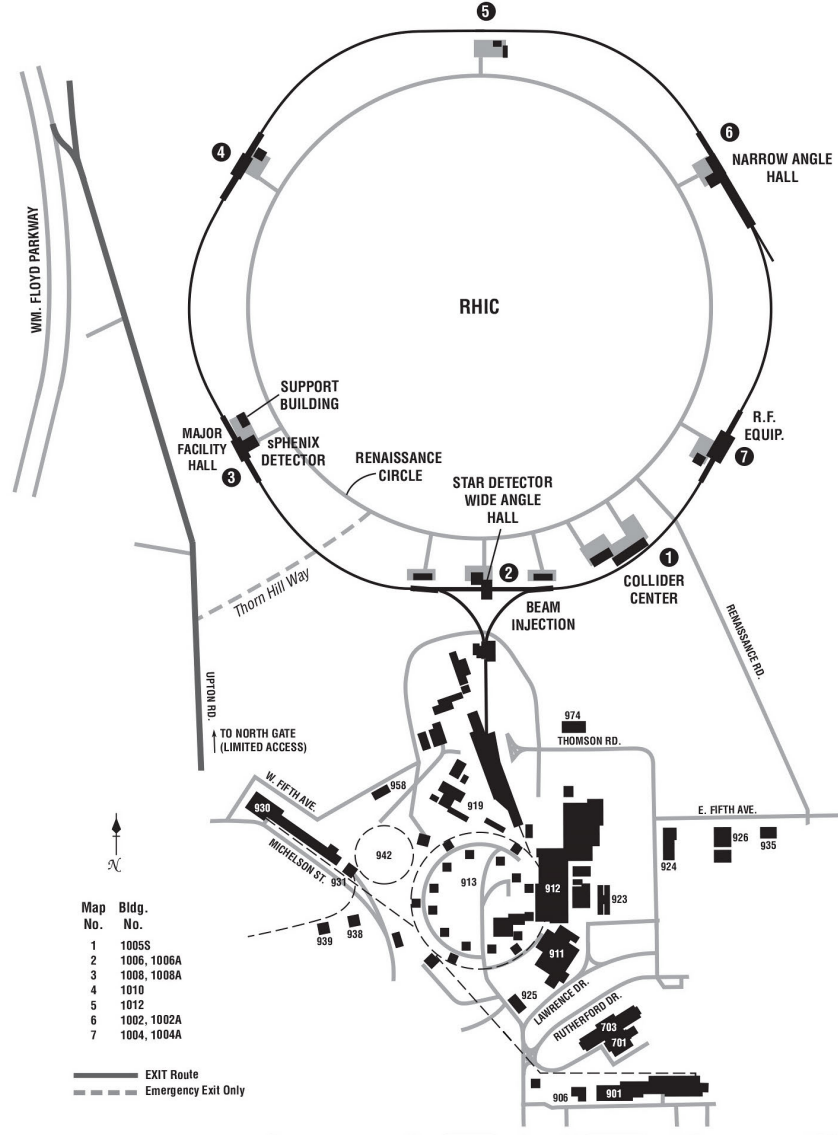 5
6
NARROW ANGLE
HALL
4
WM. FLOYD PARKWAY
RHIC
SUPPORT
BUILDING
MAJOR
FACILITY
HALL
3
sPHENIX
DETECTOR
RENAISSANCE
CIRCLE
STAR DETECTOR
WIDE ANGLE
HALL
R.F.
EQUIP.
7
2
1
COLLIDER
CENTER
BEAM
INJECTION
Thorn Hill Way
RENAISSANCE RD.
UPTON RD.
TO NORTH GATE
(LIMITED ACCESS)
974
THOMSON RD.
W. FIFTH AVE.
958
930
919
E. FIFTH AVE.
MICHELSON ST.
942
931
913
912
923
924
926
935
939
938
911
925
LAWRENCE DR.
RUTHERFORD DR.
703
701
906
901
N
Map Bldg.
No. No.
1 1005S
2 1006, 1006A
3 1008, 1008A
4 1010
5 1012
6 1002, 1002A
7 1004, 1004A
EXIT Route
Emergency Exit Only